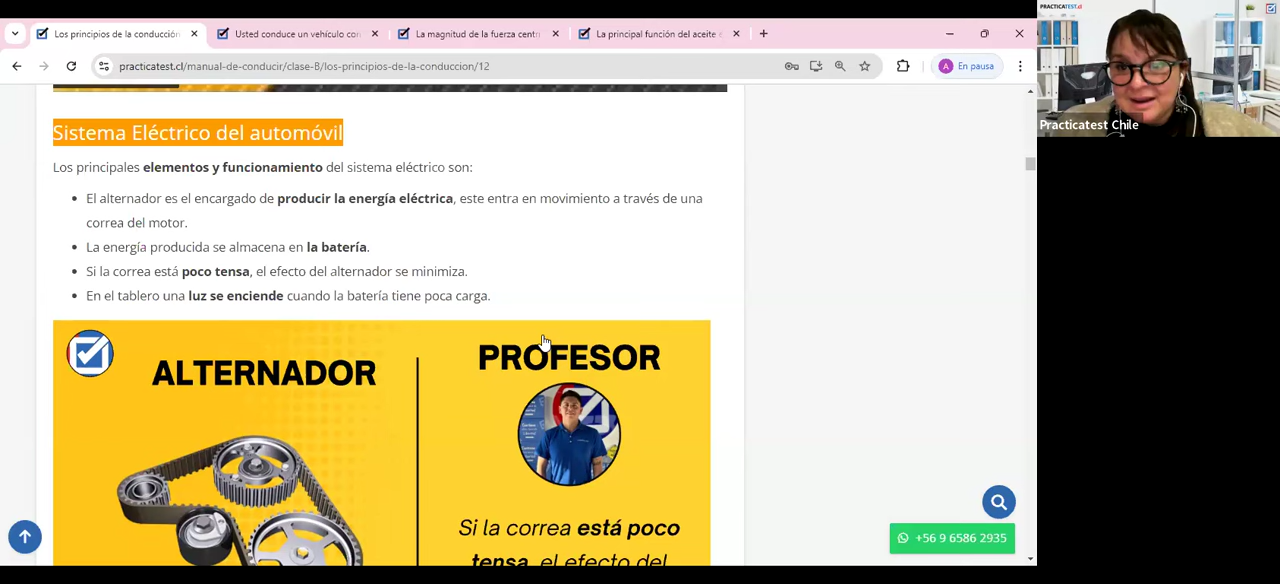 PRACTICATEST.cl
Los principios de la conducción
Usted conduce un vehículo con
La magnitud de la fuerza centr
La principal función del aceite e
practicatest.cl/manual-de-conducir/clase-B/los-principios-de-la-conduccion/12
A
En pausa
Practicatest Chile
Sistema Eléctrico del automóvil
Los principales elementos y funcionamiento del sistema eléctrico son:
• El alternador es el encargado de producir la energía eléctrica, este entra en movimiento a través de una
correa del motor.
• La energía producida se almacena en la batería.
• Si la correa está poco tensa, el efecto del alternador se minimiza.
• En el tablero una luz se enciende cuando la batería tiene poca carga.
ALTERNADOR
PROFESOR
Si la correa está poco
tensa, el efecto del
+56 9 6586 2935